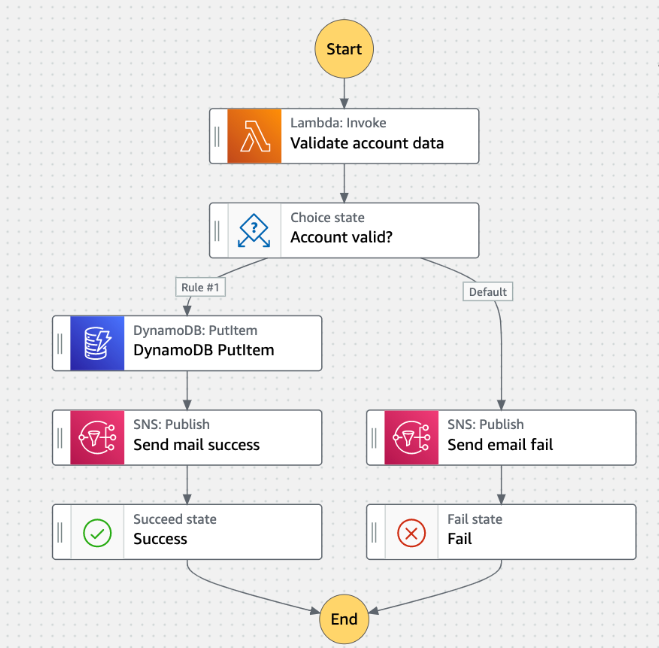 Start
Lambda: Invoke
Validate account data
Choice state
Account valid?
Rule #1
Default
DynamoDB: PutItem
DynamoDB PutItem
SNS: Publish
Send mail success
SNS: Publish
Send email fail
Succeed state
Success
Fail state
Fail
End